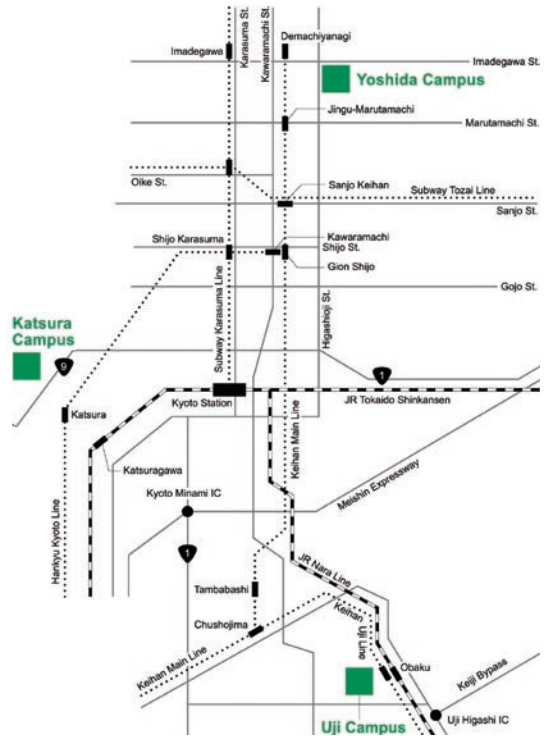 Imadegawa
Karasuma St.
Kawaramachi St.
Demachiyanagi
Imadegawa St.
Yoshida Campus
Jingu-Marutamachi
Marutamachi St.
Oike St.
Sanjo Keihan
Subway Tozai Line
Sanjo St.
Shijo Karasuma
Kawaramachi
Shijo St.
Gion Shijo
Subway Karasuma Line
Higashioji St.
Gojo St.
Katsura
Campus
9
1
Kyoto Station
JR Tokaido Shinkansen
Katsura
Katsuragawa
Keihan Main Line
Hankyu Kyoto Line
Kyoto Minami IC
Meishin Expressway
1
JR Nara Line
Tambabashi
Chushojima
Keihan
Uji Line
Keihan Main Line
Obaku
Keiji Bypass
Uji Campus
Uji Higashi IC